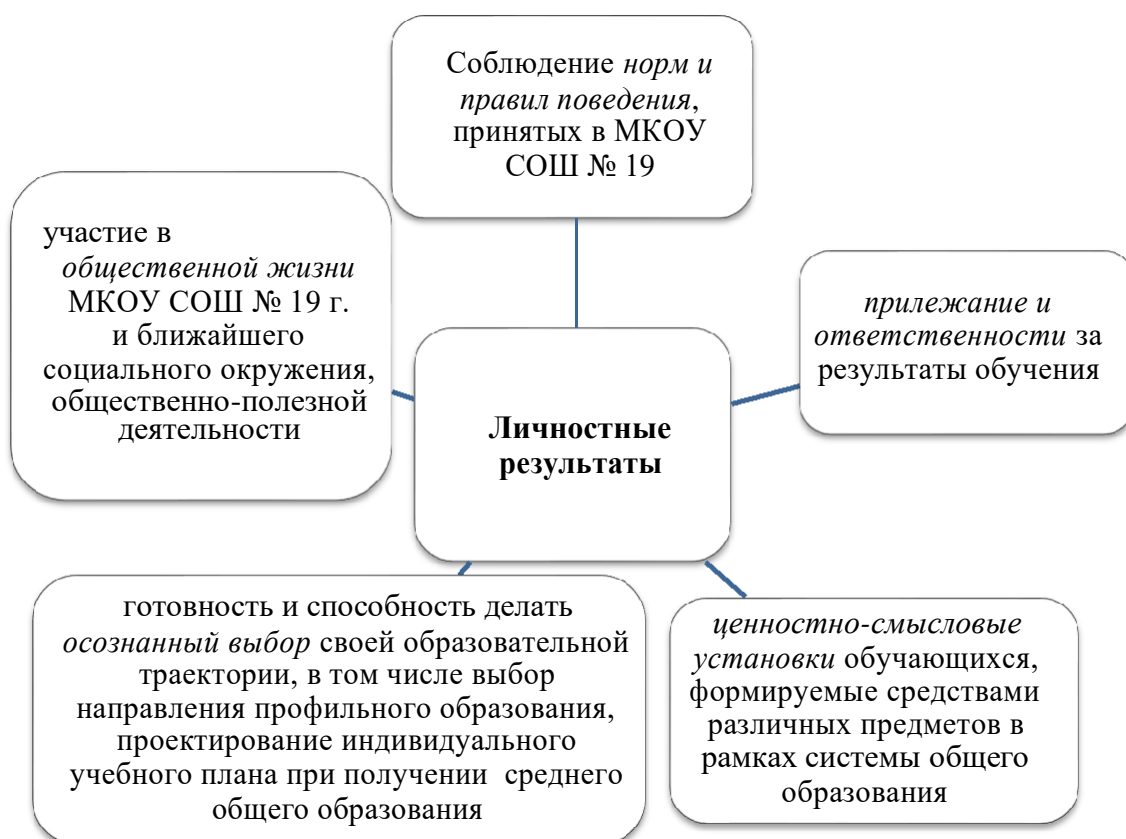 Соблюдение норм и
правил поведения,
принятых в МКОУ
СОШ № 19
участие в
общественной жизни
МКОУ СОШ № 19 г.
и ближайшего
социального окружения,
общественно-полезной
деятельности
прилежание и
ответственности за
результаты обучения
Личностные
результаты
готовность и способность делать
осознанный выбор своей образовательной
траектории, в том числе выбор
направления профильного образования,
проектирование индивидуального
учебного плана при получении среднего
общего образования
ценностно-смысловые
установки обучающихся,
формируемые средствами
различных предметов в
рамках системы общего
образования